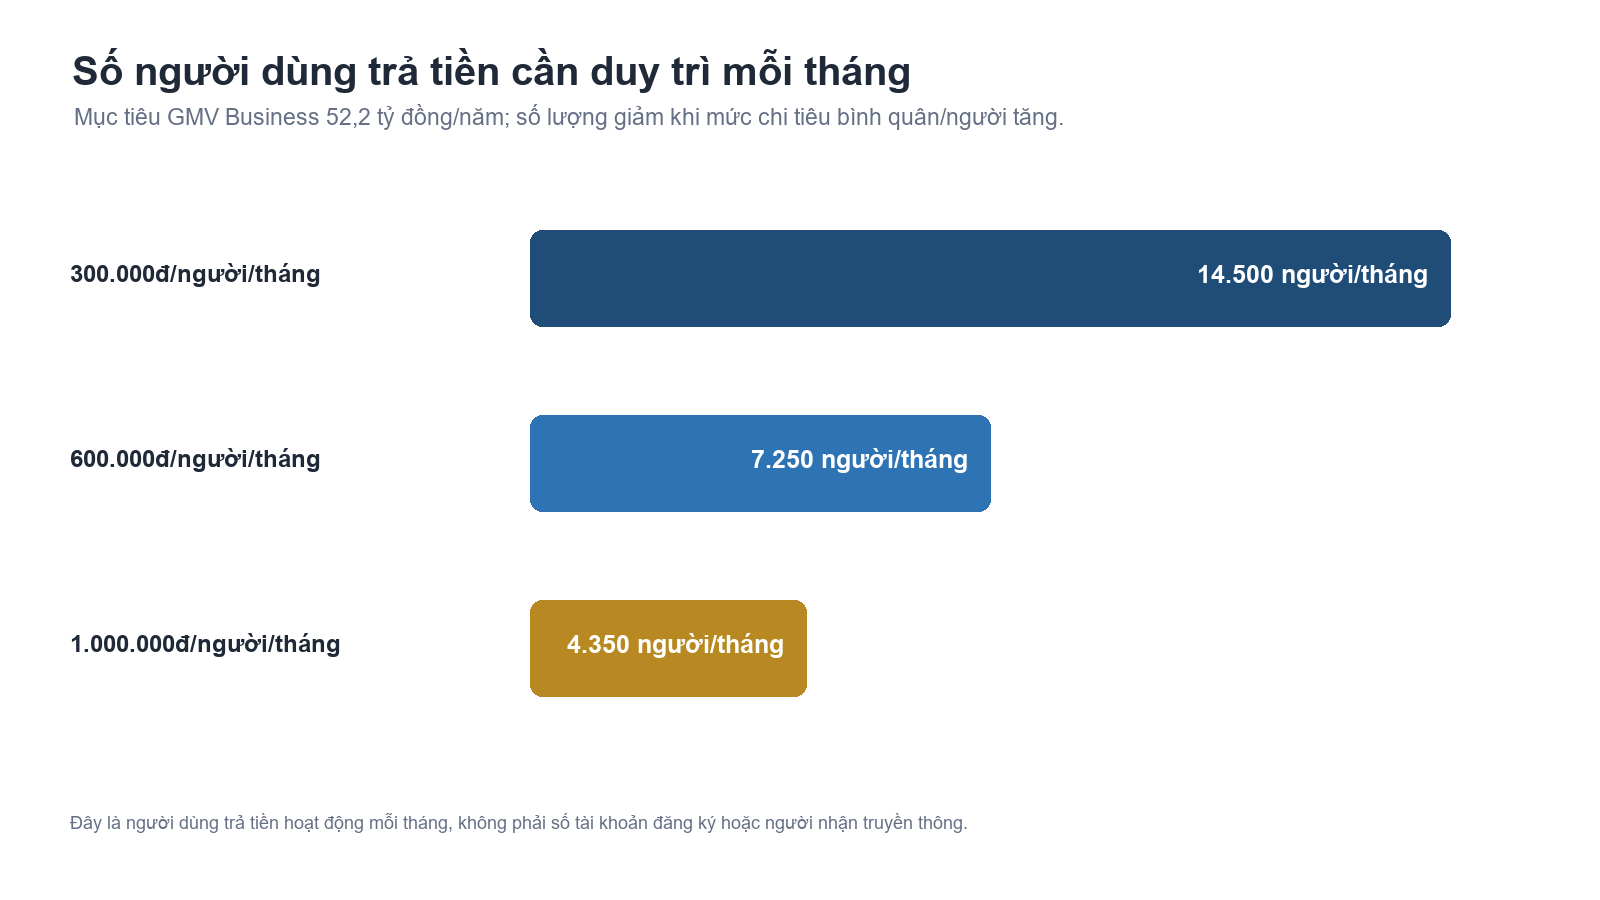 Số người dùng trả tiền cần duy trì mỗi tháng
Mục tiêu GMV Business 52,2 tỷ đồng/năm; số lượng giảm khi mức chi tiêu bình quân/người tăng.
300.000đ/người/tháng
14.500 người/tháng
600.000đ/người/tháng
7.250 người/tháng
1.000.000đ/người/tháng
4.350 người/tháng
Đây là người dùng trả tiền hoạt động mỗi tháng, không phải số tài khoản đăng ký hoặc người nhận truyền thông.